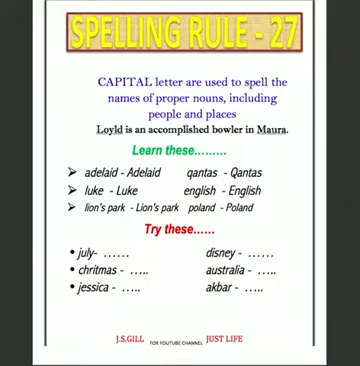 SPELLING RULE - 27
CAPITAL letter are used to spell the
names of proper nouns, including
people and places
Loyld is an accomplished bowler in Maura.
Learn these.........
➢ adelaid - Adelaid qantas - Qantas
➢ luke - Luke english - English
➢ lion's park - Lion's park poland - Poland
Try these......
• july- ...... disney - ......
• chritmas - ..... australia - .....
• jessica - ..... akbar - .....
J.S.GILL FOR YOUTUBE CHANNEL JUST LIFE